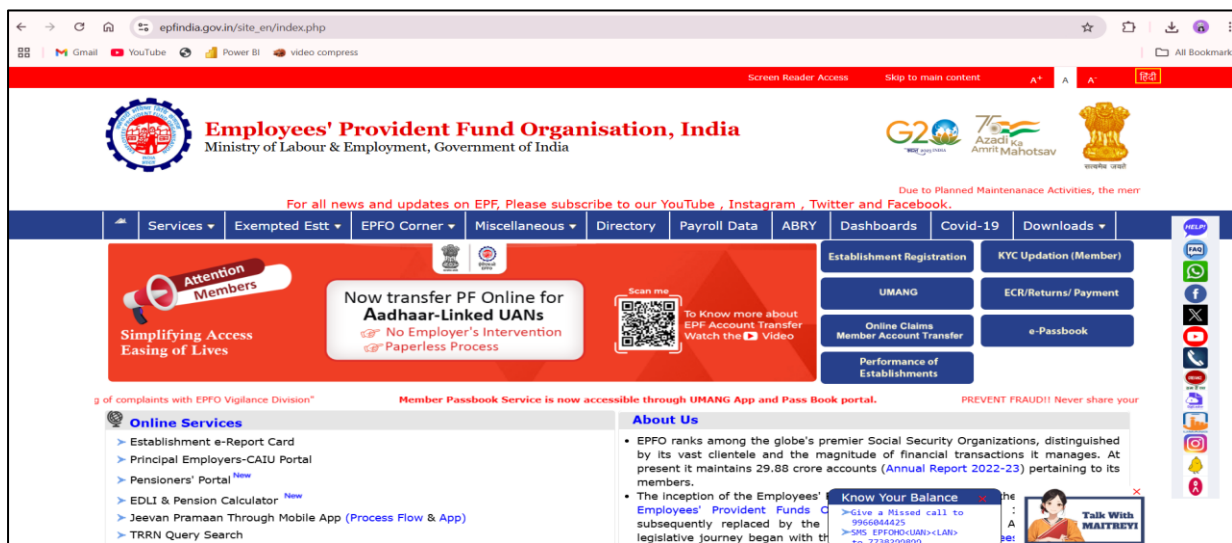 epfindia.gov.in/site_en/index.php
Gmail YouTube Power BI video compress All Bookmark
Screen Reader Access Skip to main content A+ A A- हिंदी
Employees' Provident Fund Organisation, India
Ministry of Labour & Employment, Government of India
G20 75 Azadi Ka Amrit Mahotsav
सत्यमेव जयते
Due to Planned Maintenanace Activities, the mem
For all news and updates on EPF, Please subscribe to our YouTube , Instagram , Twitter and Facebook.
Services Exempted Estt EPFO Corner Miscellaneous Directory Payroll Data ABRY Dashboards Covid-19 Downloads
HELP!
FAQ
Attention
Members
Simplifying Access
Easing of Lives
Now transfer PF Online for
Aadhaar-Linked UANs
No Employer's Intervention
Paperless Process
Scan me
To Know more about
EPF Account Transfer
Watch the Video
Establishment Registration KYC Updation (Member)
UMANG ECR/Returns/ Payment
Online Claims
Member Account Transfer
e-Passbook
Performance of
Establishments
g of complaints with EPFO Vigilance Division" Member Passbook Service is now accessible through UMANG App and Pass Book portal. PREVENT FRAUD!! Never share your
Online Services
Establishment e-Report Card
Principal Employers-CAIU Portal
Pensioners' Portal New
EDLI & Pension Calculator New
Jeevan Pramaan Through Mobile App (Process Flow & App)
TRRN Query Search
About Us
• EPFO ranks among the globe's premier Social Security Organizations, distinguished
by its vast clientele and the magnitude of financial transactions it manages. At
present it maintains 29.88 crore accounts (Annual Report 2022-23) pertaining to its
members.
• The inception of the Employees'
Employees' Provident Funds
subsequently replaced by the
legislative journey began with
Know Your Balance
Give a Missed call to
9966044425
SMS EPFOHO<UAN><LAN>
to 7738299899
Talk With
MAITREYI